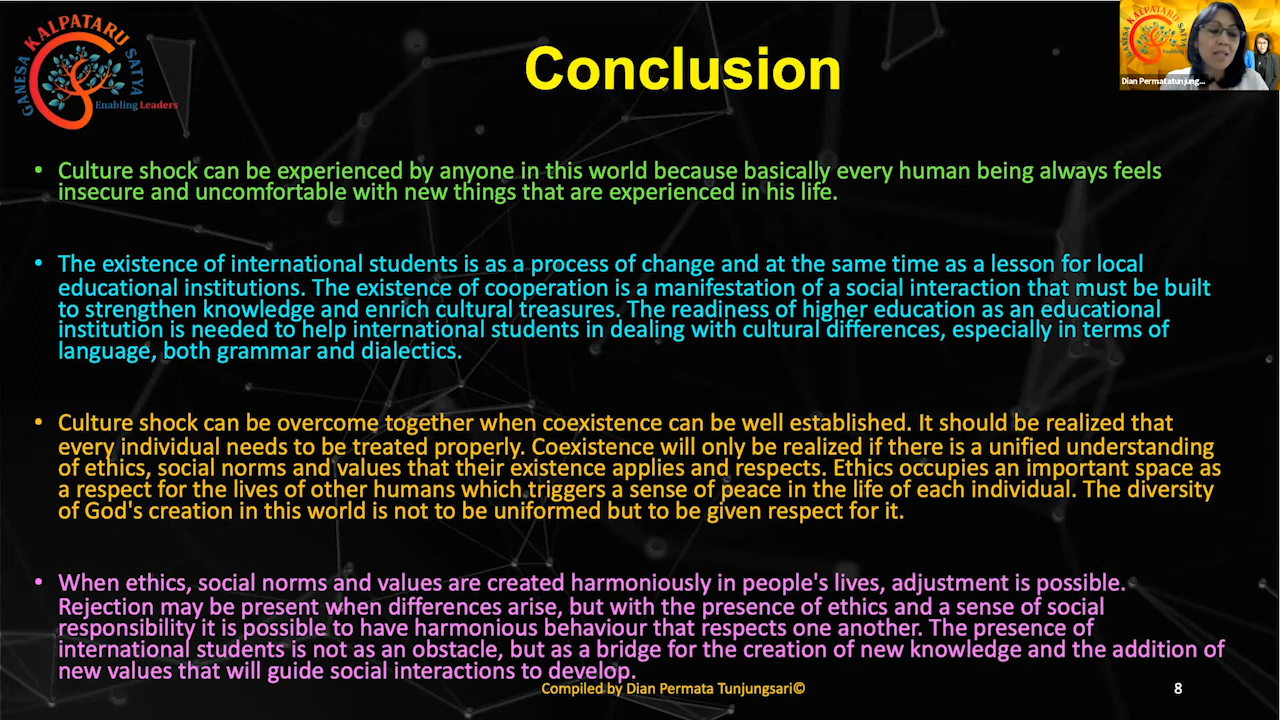 GANESA KALPATARU SATYA
Enabling Leaders
Conclusion
Dian Permatatunjung...
• Culture shock can be experienced by anyone in this world because basically every human being always feels
insecure and uncomfortable with new things that are experienced in his life.
• The existence of international students is as a process of change and at the same time as a lesson for local
educational institutions. The existence of cooperation is a manifestation of a social interaction that must be built
to strengthen knowledge and enrich cultural treasures. The readiness of higher education as an educational
institution is needed to help international students in dealing with cultural differences, especially in terms of
language, both grammar and dialectics.
• Culture shock can be overcome together when coexistence can be well established. It should be realized that
every individual needs to be treated properly. Coexistence will only be realized if there is a unified understanding
of ethics, social norms and values that their existence applies and respects. Ethics occupies an important space as
a respect for the lives of other humans which triggers a sense of peace in the life of each individual. The diversity
of God's creation in this world is not to be uniformed but to be given respect for it.
• When ethics, social norms and values are created harmoniously in people's lives, adjustment is possible.
Rejection may be present when differences arise, but with the presence of ethics and a sense of social
responsibility it is possible to have harmonious behaviour that respects one another. The presence of
international students is not as an obstacle, but as a bridge for the creation of new knowledge and the addition of
new values that will guide social interactions to develop.
Compiled by Dian Permata Tunjungsari©
8